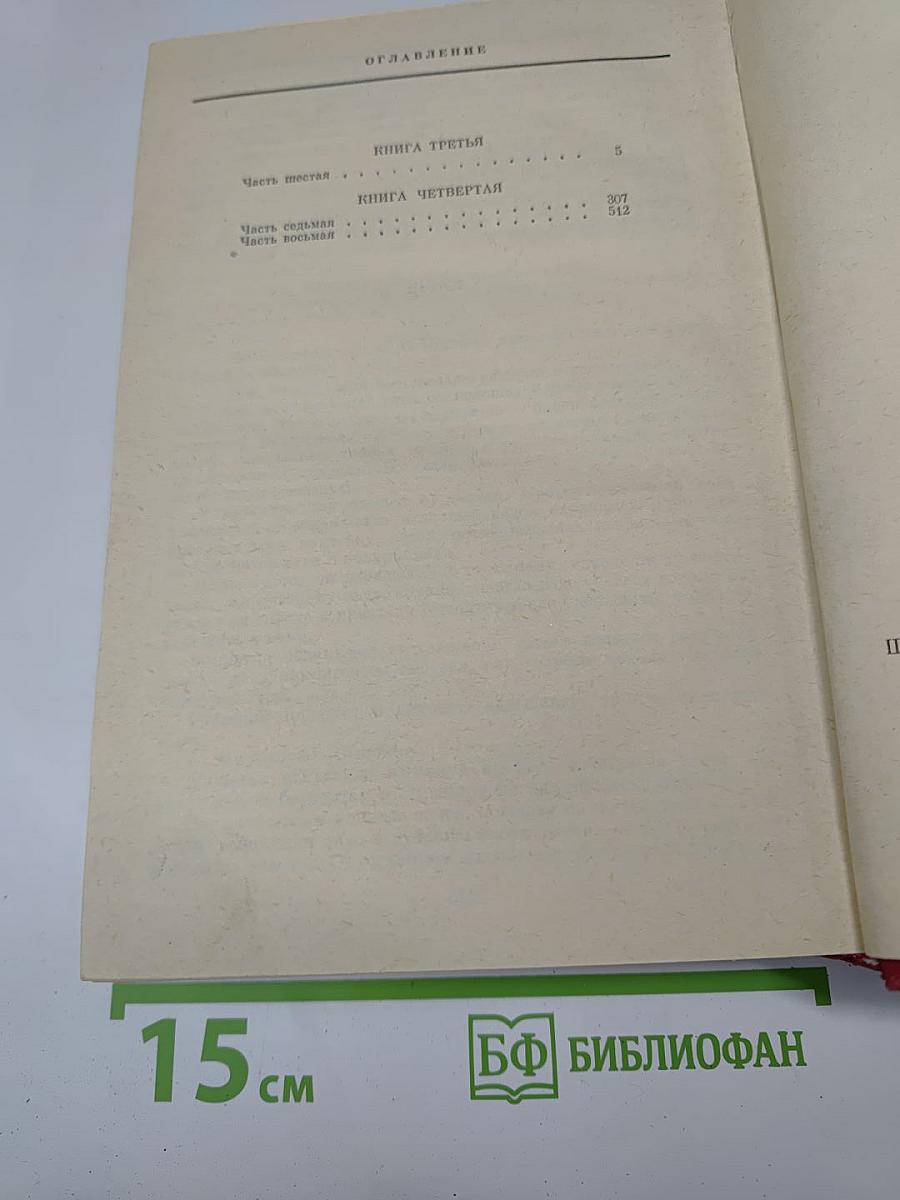 ОГЛАВЛЕНИЕ
КНИГА ТРЕТЬЯ
Часть шестая . . . . . . . . . . . . . . 5
КНИГА ЧЕТВЕРТАЯ
Часть седьмая . . . . . . . . . . . . . . 307
Часть восьмая . . . . . . . . . . . . . . 512
15 см
БФ БИБЛИОФАН